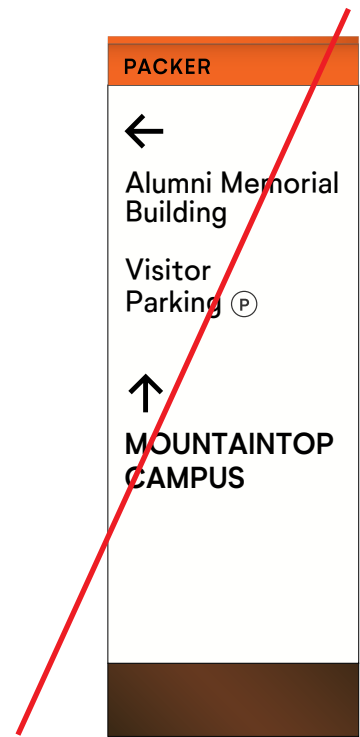 PACKER
←
Alumni Memorial
Building
Visitor
Parking Ⓟ
↑
MOUNTAINTOP
CAMPUS